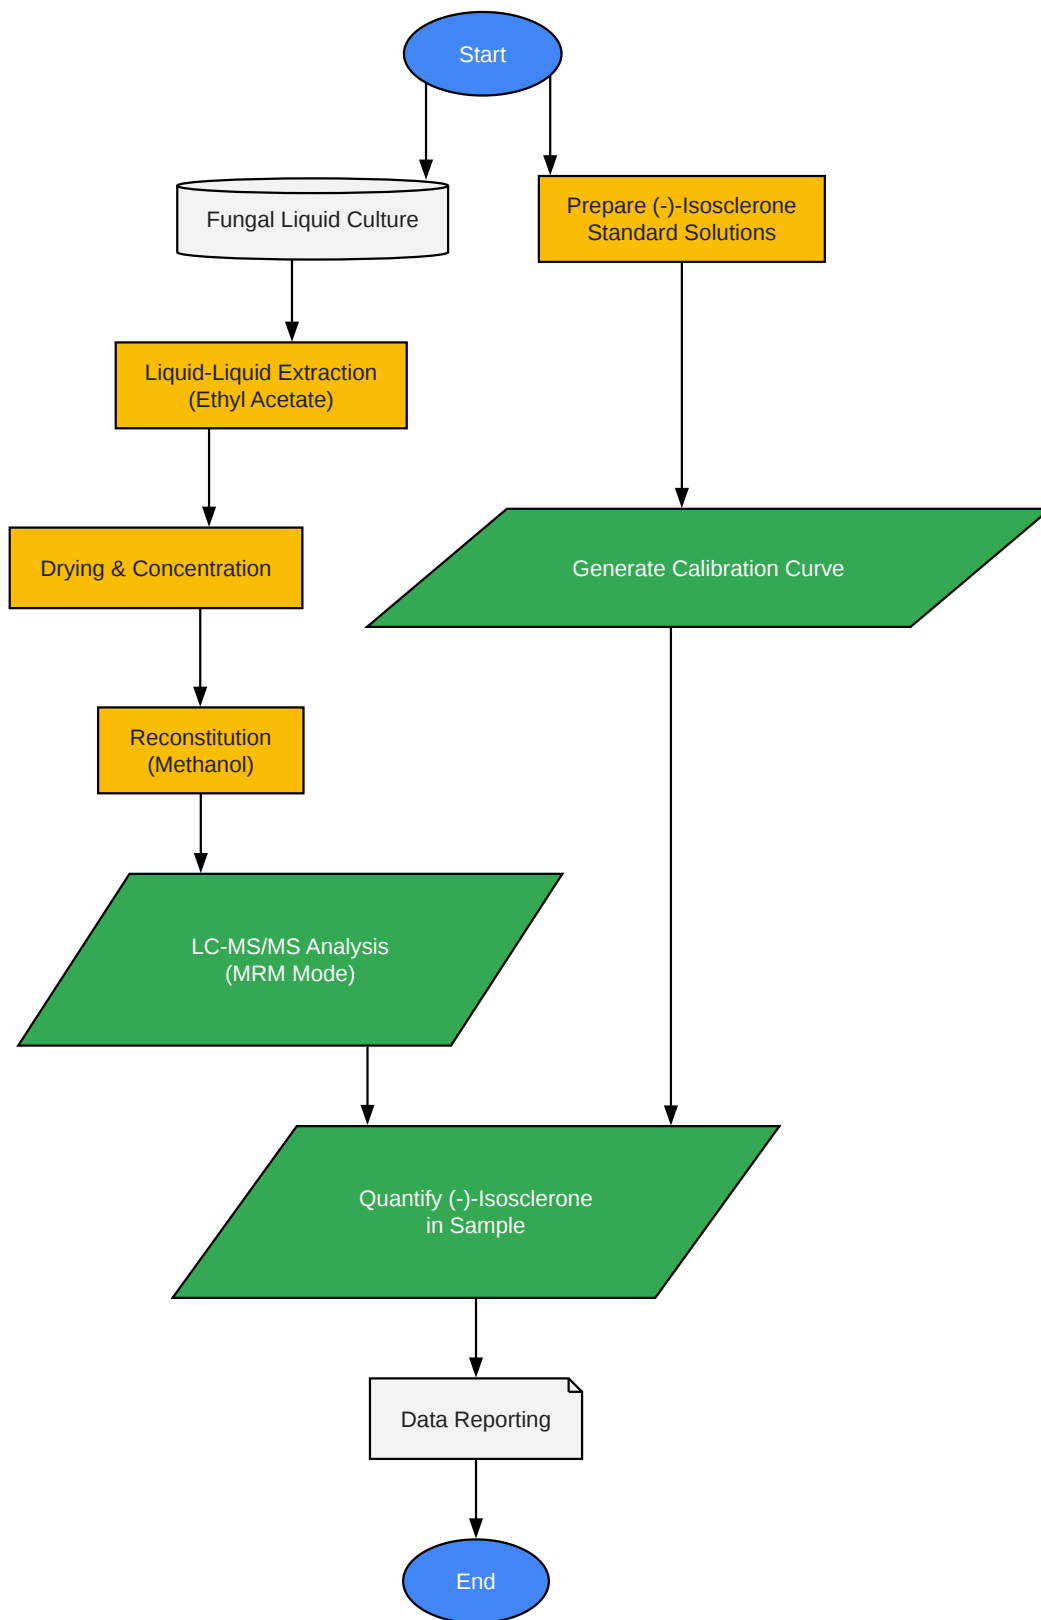 Start
Fungal Liquid Culture
Prepare (-)-Isosclerone
Standard Solutions
Liquid-Liquid Extraction
(Ethyl Acetate)
Drying & Concentration
Generate Calibration Curve
Reconstitution
(Methanol)
LC-MS/MS Analysis
(MRM Mode)
Quantify (-)-Isosclerone
in Sample
Data Reporting
End